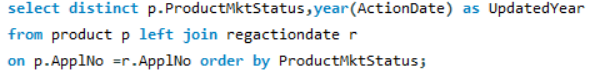 select distinct p.ProductMktStatus,year(ActionDate) as UpdatedYear
from product p left join regactiondate r
on p.ApplNo =r.ApplNo order by ProductMktStatus;